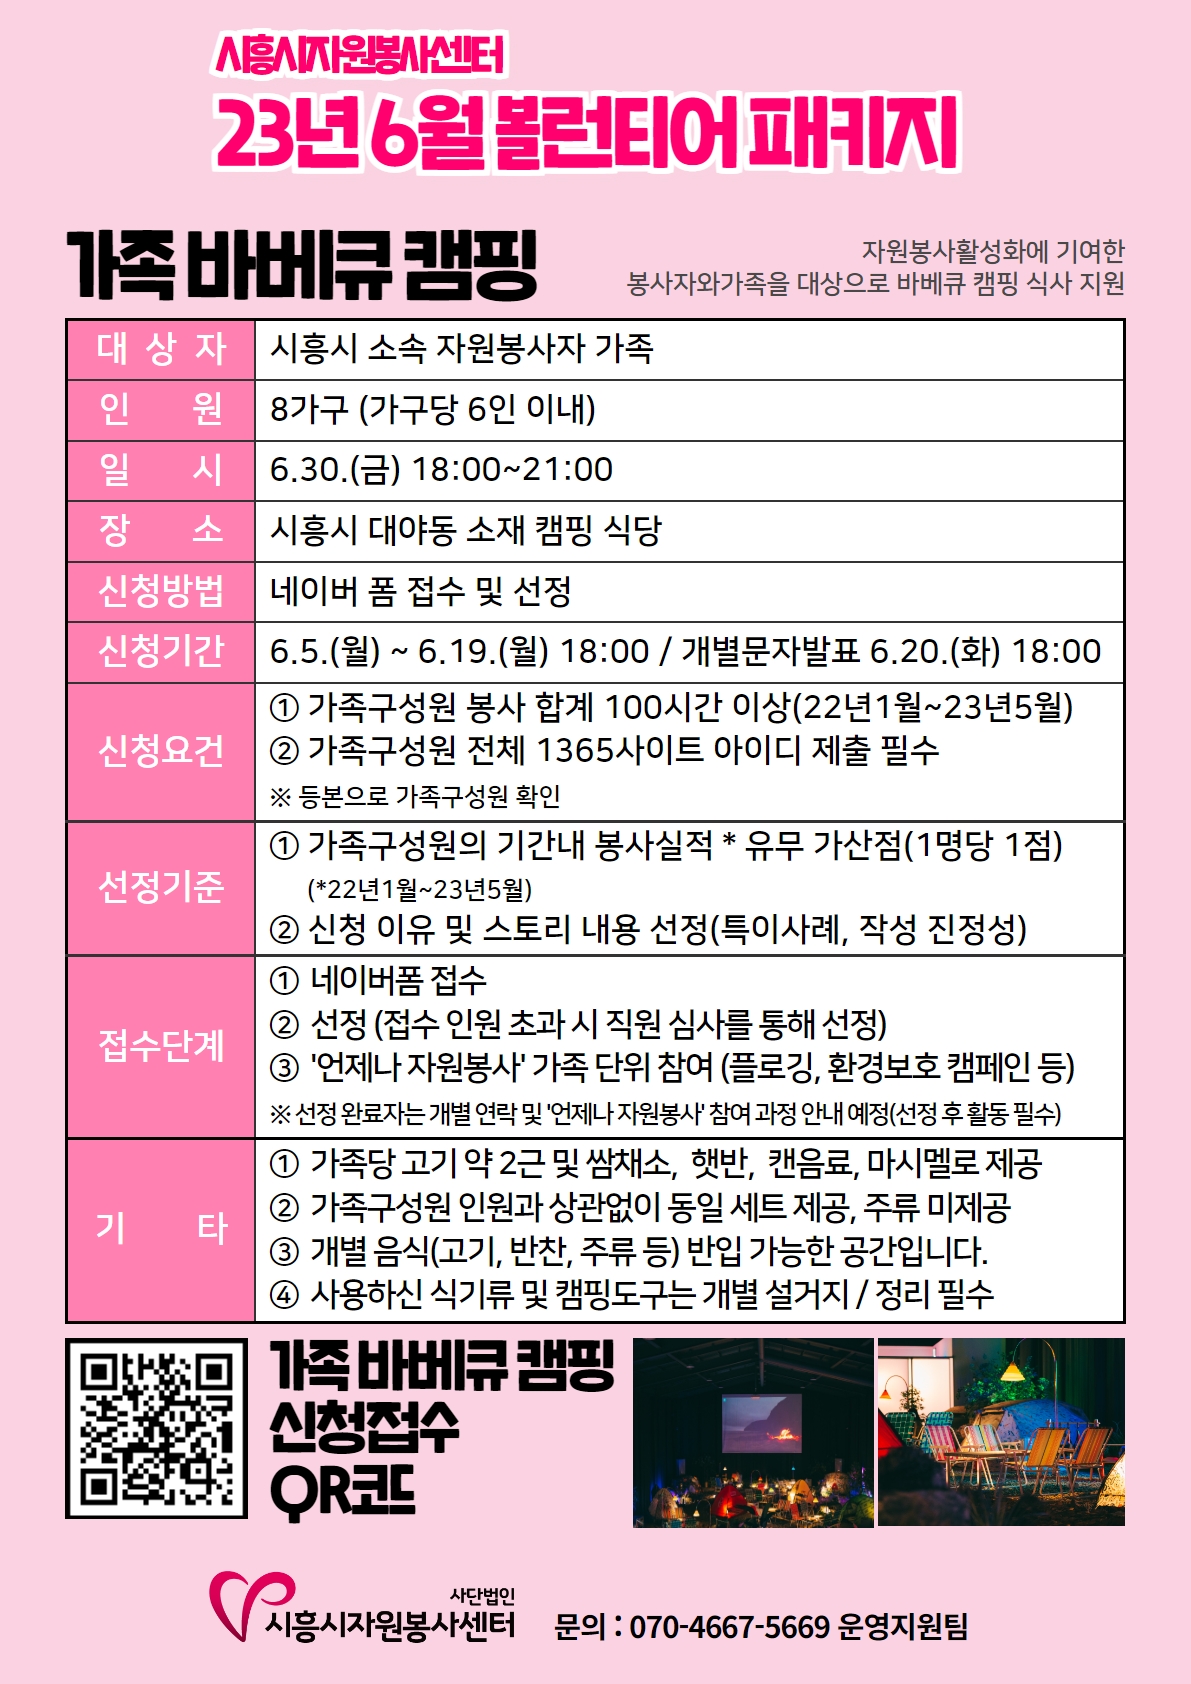 시흥시자원봉사센터
23년 6월 볼런티어 패키지
가족 바베큐 캠핑
자원봉사활성화에 기여한
봉사자와가족을 대상으로 바베큐 캠핑 식사 지원
대 상 자 시흥시 소속 자원봉사자 가족
인 원 8가구 (가구당 6인 이내)
일 시 6.30.(금) 18:00~21:00
장 소 시흥시 대야동 소재 캠핑 식당
신청방법 네이버 폼 접수 및 선정
신청기간 6.5.(월) ~ 6.19.(월) 18:00 / 개별문자발표 6.20.(화) 18:00
신청요건
① 가족구성원 봉사 합계 100시간 이상(22년1월~23년5월)
② 가족구성원 전체 1365사이트 아이디 제출 필수
※ 등본으로 가족구성원 확인
선정기준
① 가족구성원의 기간내 봉사실적 * 유무 가산점(1명당 1점)
(*22년1월~23년5월)
② 신청 이유 및 스토리 내용 선정(특이사례, 작성 진정성)
접수단계
① 네이버폼 접수
② 선정 (접수 인원 초과 시 직원 심사를 통해 선정)
③ '언제나 자원봉사' 가족 단위 참여 (플로깅, 환경보호 캠페인 등)
※ 선정 완료자는 개별 연락 및 '언제나 자원봉사' 참여 과정 안내 예정(선정 후 활동 필수)
기 타
① 가족당 고기 약 2근 및 쌈채소, 햇반, 캔음료, 마시멜로 제공
② 가족구성원 인원과 상관없이 동일 세트 제공, 주류 미제공
③ 개별 음식(고기, 반찬, 주류 등) 반입 가능한 공간입니다.
④ 사용하신 식기류 및 캠핑도구는 개별 설거지 / 정리 필수
가족 바베큐 캠핑
신청접수
QR코드
사단법인
시흥시자원봉사센터
문의 : 070-4667-5669 운영지원팀